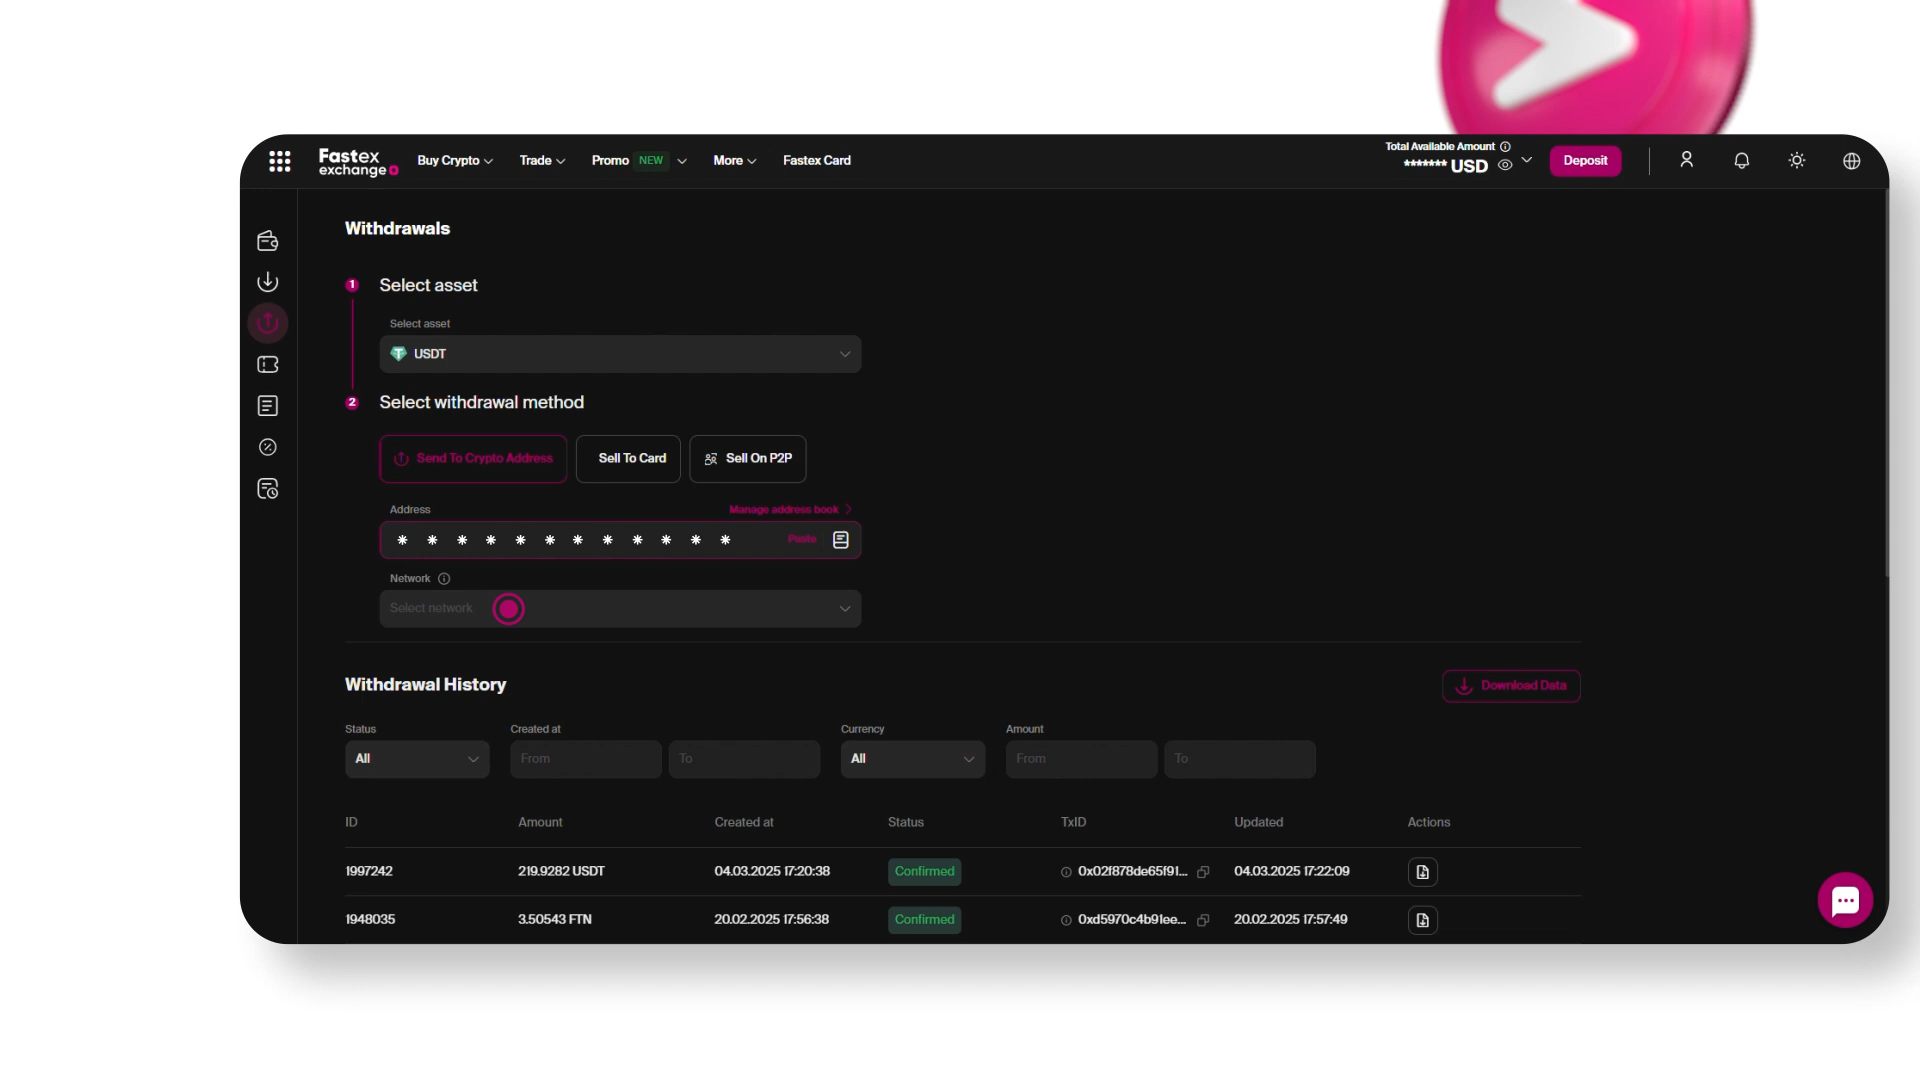 Fastex exchange
Buy Crypto
Trade
Promo NEW
More
Fastex Card
Total Available Amount
******* USD
Deposit
Withdrawals
1 Select asset
Select asset
USDT
2 Select withdrawal method
Send To Crypto Address
Sell To Card
Sell On P2P
Address
Manage address book
* * * * * * * * * * * *
Paste
Network
Select network
Withdrawal History
Download Data
Status
Created at
Currency
Amount
All
From
To
All
From
To
ID Amount Created at Status TxID Updated Actions
1997242 219.9282 USDT 04.03.2025 17:20:38 Confirmed 0x02f878de65f91... 04.03.2025 17:22:09
1948035 3.50543 FTN 20.02.2025 17:56:38 Confirmed 0xd5970c4b91ee... 20.02.2025 17:57:49